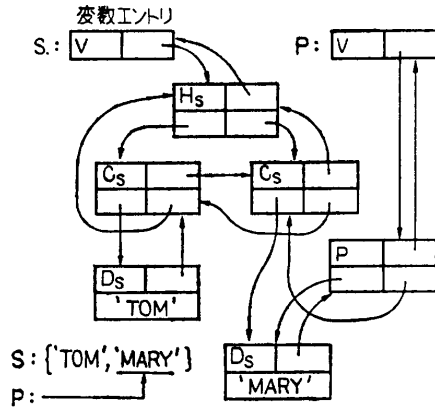 変数エントリ
S: V
P: V
Hs
Cs
Cs
P
Ds
'TOM'
Ds
'MARY'
S: {'TOM','MARY'}
P: